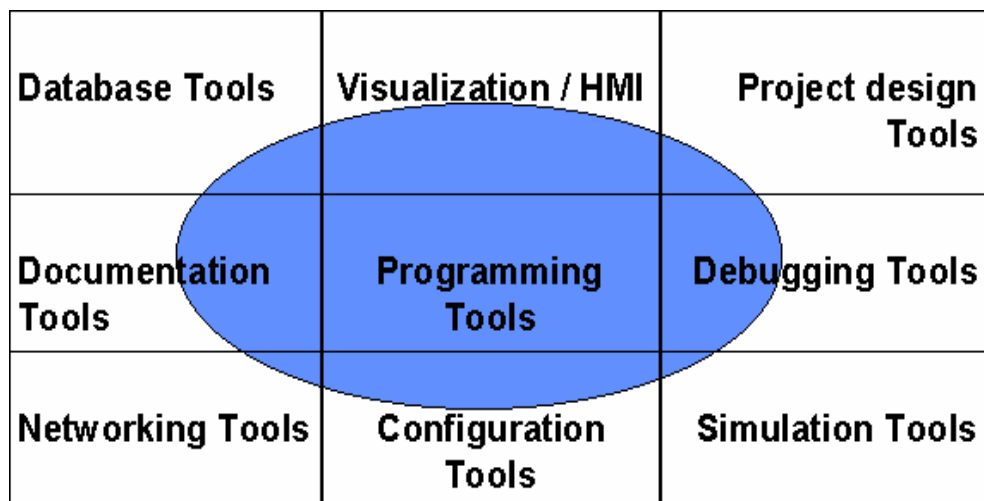 Database Tools
Visualization / HMI
Project design
Tools
Documentation
Tools
Programming
Tools
Debugging Tools
Networking Tools
Configuration
Tools
Simulation Tools